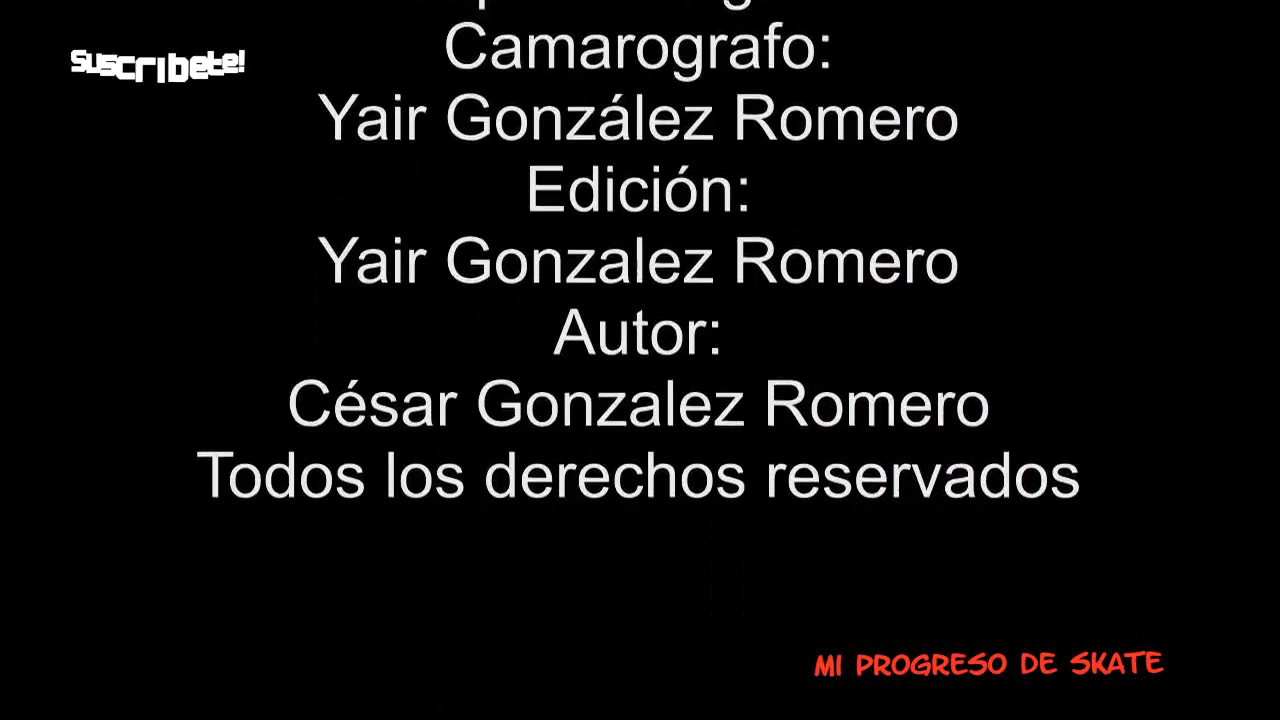 Suscribete!
Camarografo:
Yair González Romero
Edición:
Yair Gonzalez Romero
Autor:
César Gonzalez Romero
Todos los derechos reservados
MI PROGRESO DE SKATE